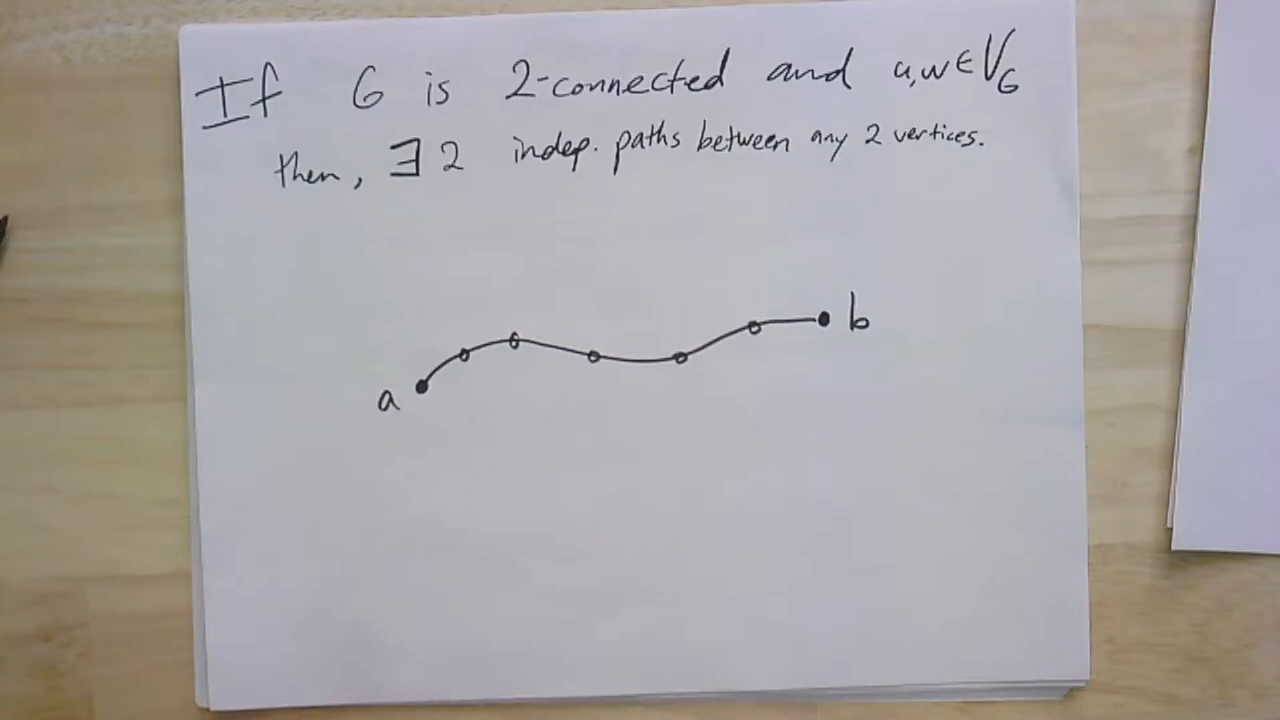 If G is 2-connected and u,w ∈ V_G
then, ∃ 2 indep. paths between any 2 vertices.
b
a